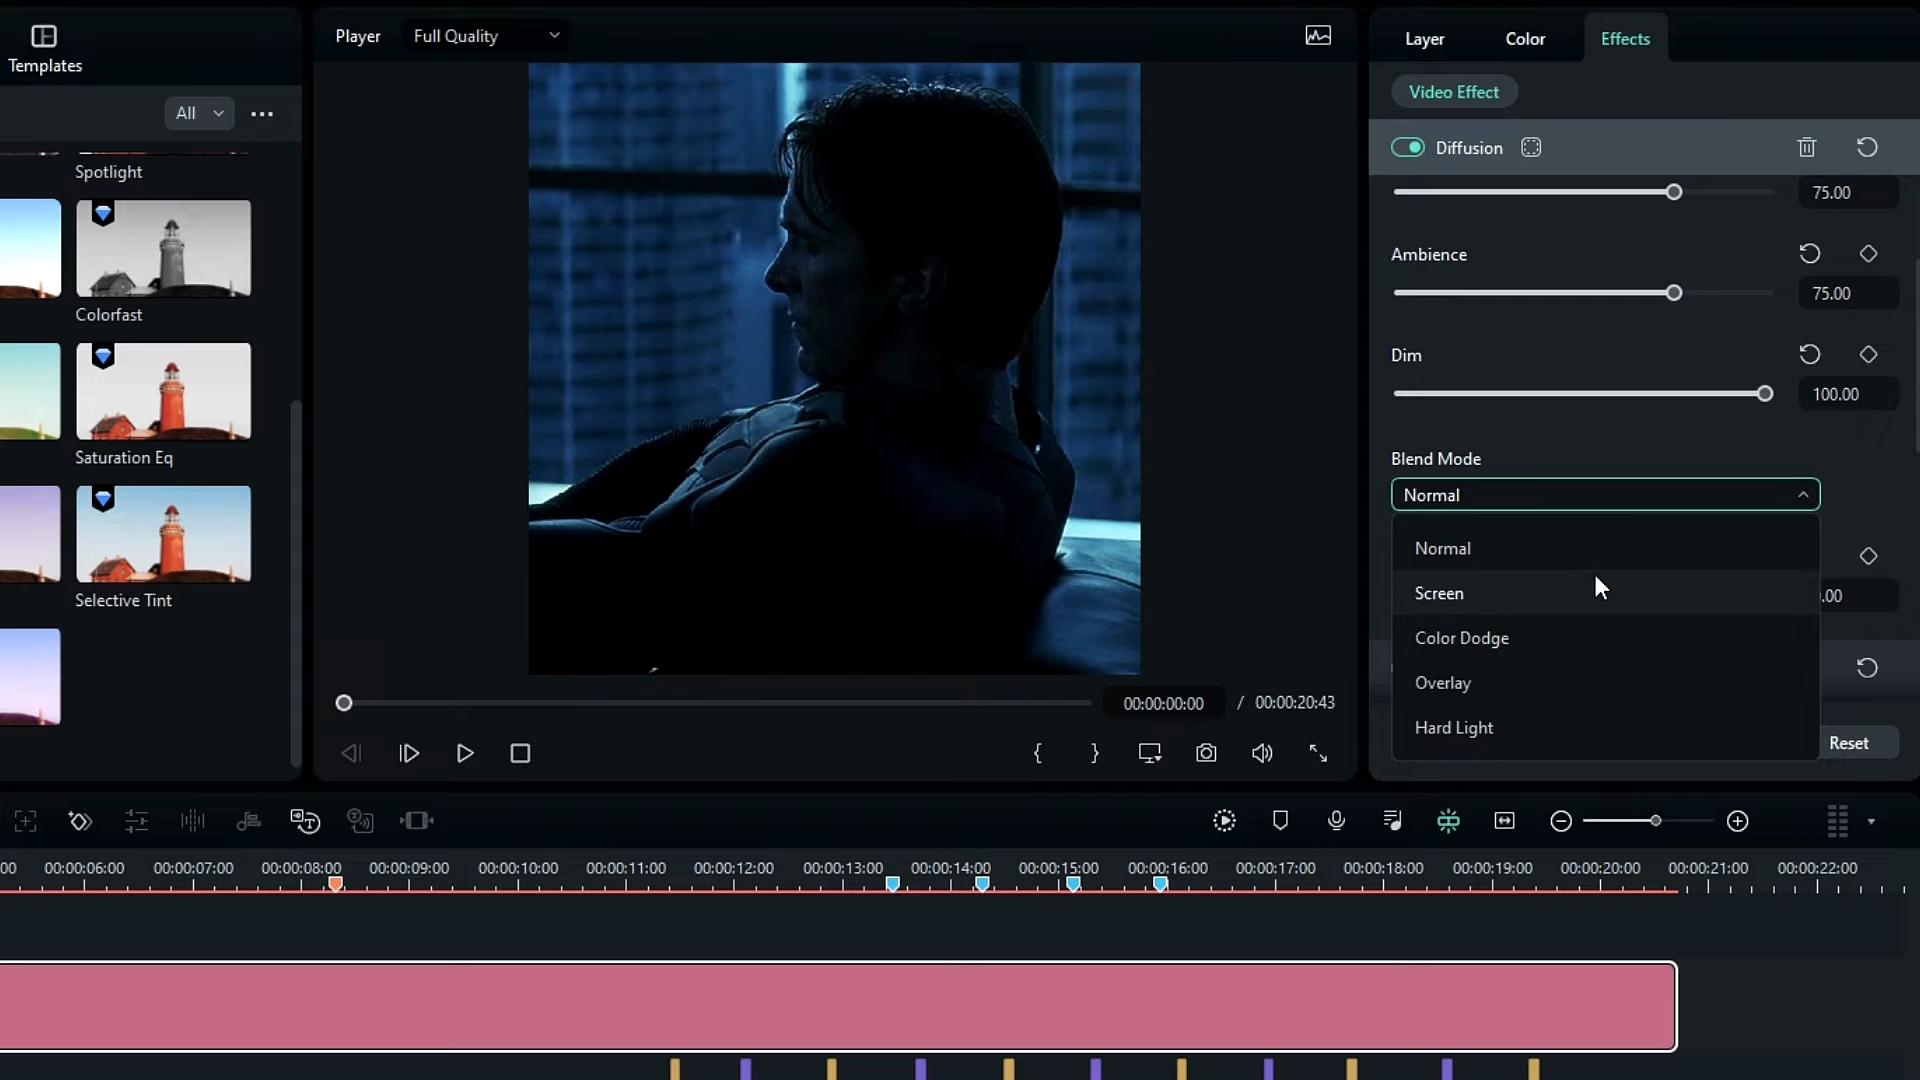 Templates
All
Spotlight
Colorfast
Saturation Eq
Selective Tint
Player
Full Quality
00:00:00:00 / 00:00:20:43
Layer
Color
Effects
Video Effect
Diffusion
75.00
Ambience
75.00
Dim
100.00
Blend Mode
Normal
Normal
Screen
Color Dodge
Overlay
Hard Light
.00
Reset
00 00:00:06:00 00:00:07:00 00:00:08:00 00:00:09:00 00:00:10:00 00:00:11:00 00:00:12:00 00:00:13:00 00:00:14:00 00:00:15:00 00:00:16:00 00:00:17:00 00:00:18:00 00:00:19:00 00:00:20:00 00:00:21:00 00:00:22:00